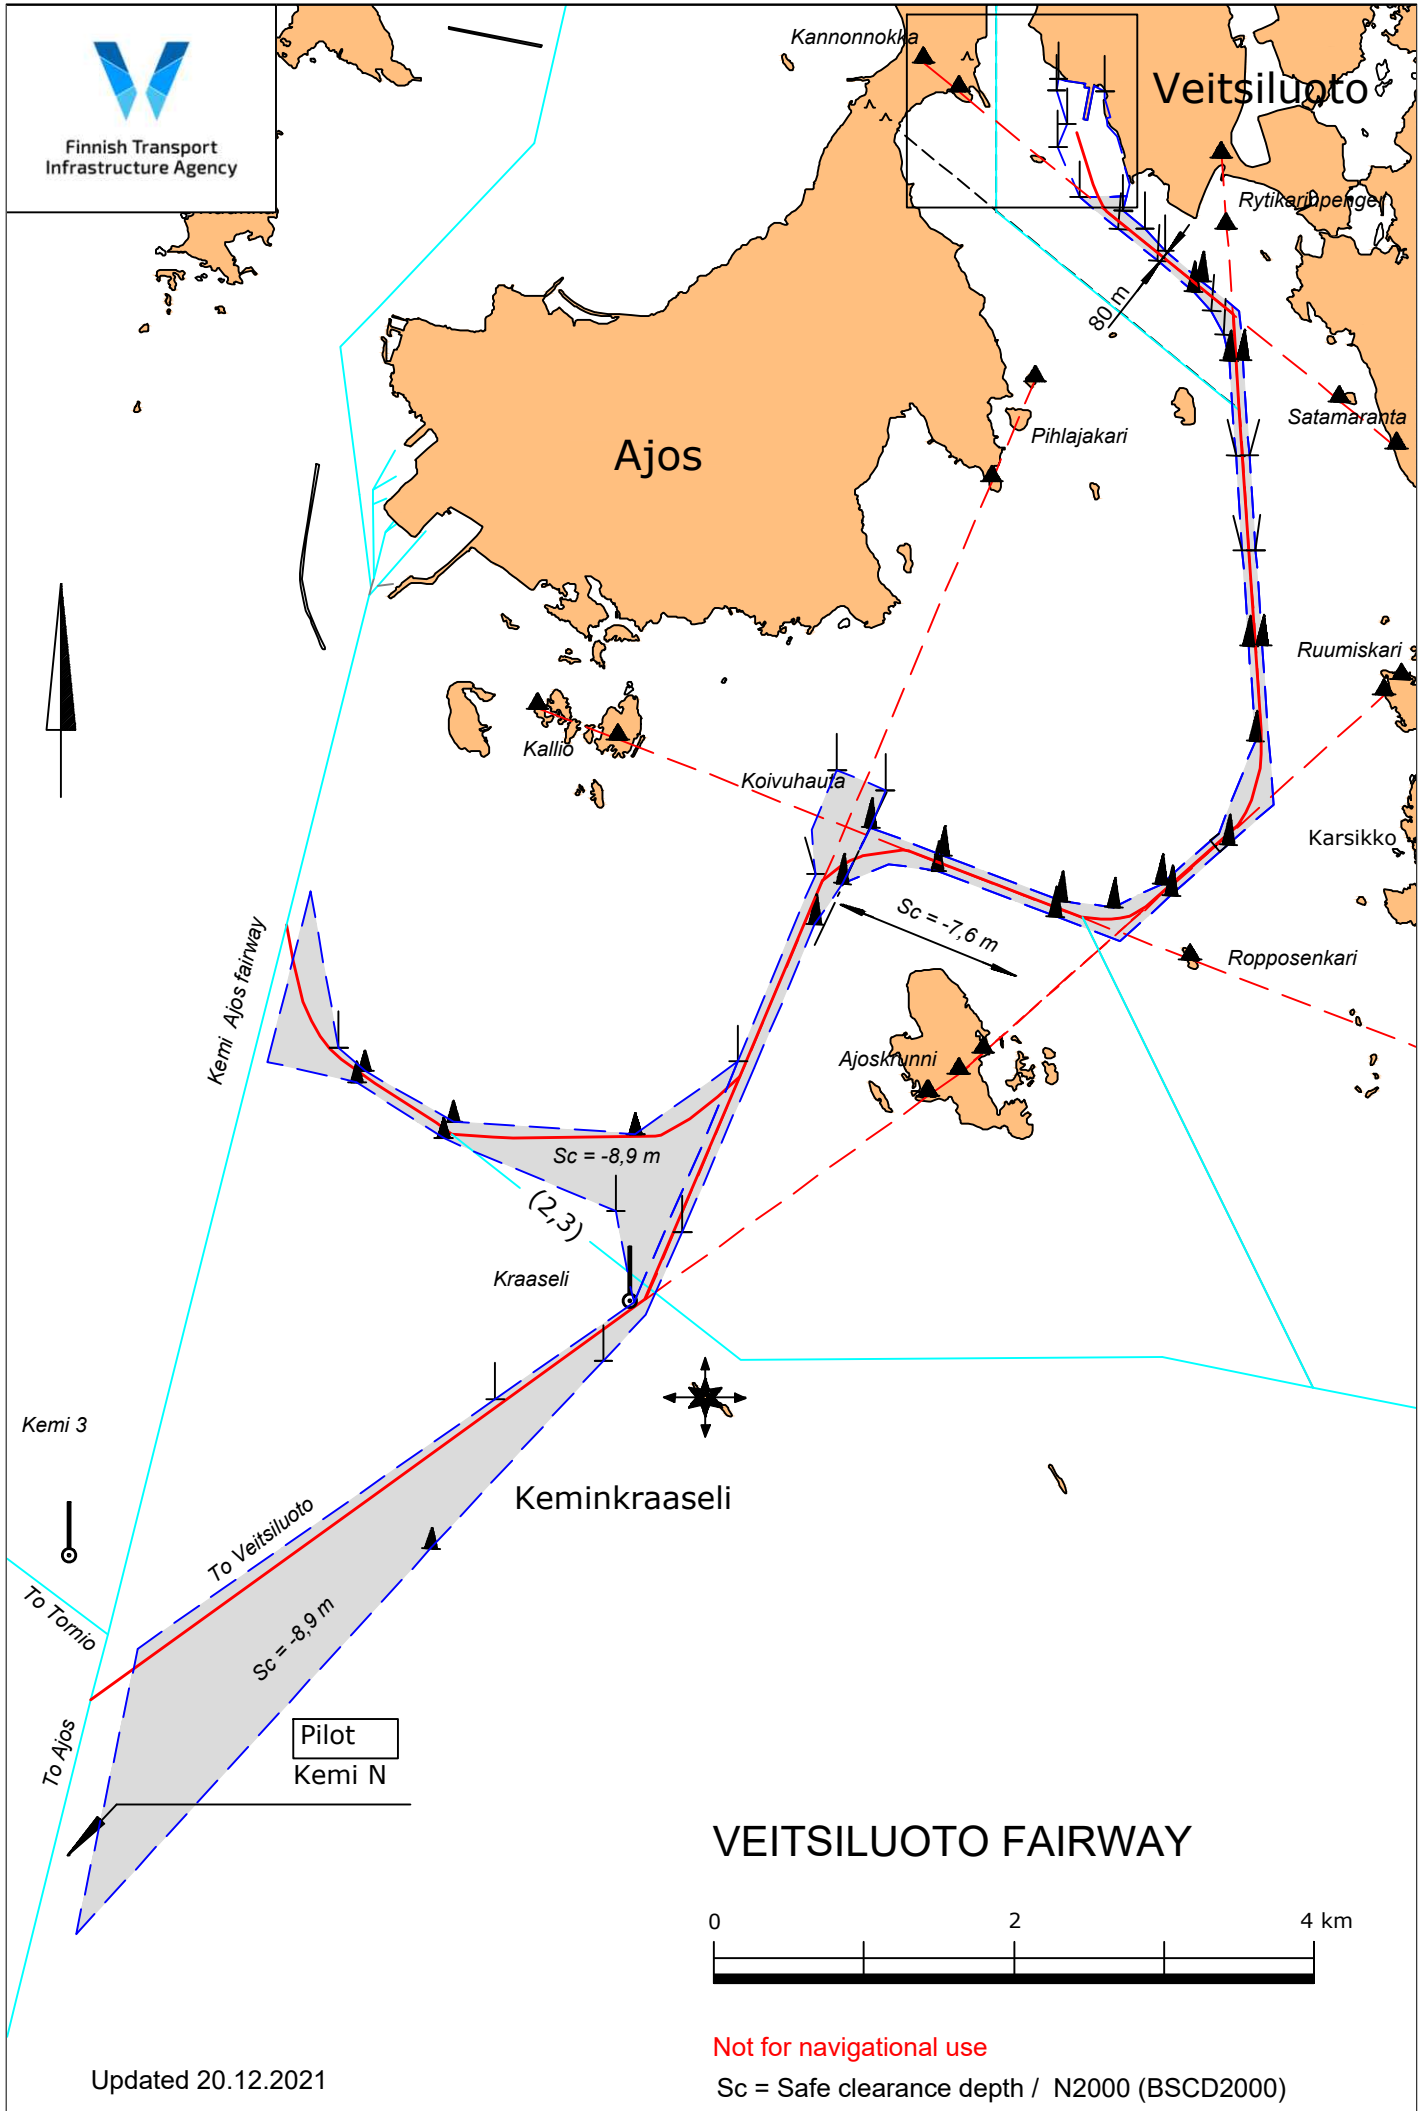 Finnish Transport
Infrastructure Agency
Kannonnokka
Veitsiluoto
Rytikarinpenger
80 m
Satamaranta
Pihlajakari
Ajos
Ruumiskari
Kallio
Koivuhauta
Karsikko
Sc = -7,6 m
Kemi Ajos fairway
Ropposenkari
Ajoskrunni
Sc = -8,9 m
(2,3)
Kraaseli
Kemi 3
Keminkraaseli
To Veitsiluoto
To Tornio
Sc = -8,9 m
To Ajos
Pilot
Kemi N
VEITSILUOTO FAIRWAY
0 2 4 km
Not for navigational use
Updated 20.12.2021
Sc = Safe clearance depth / N2000 (BSCD2000)